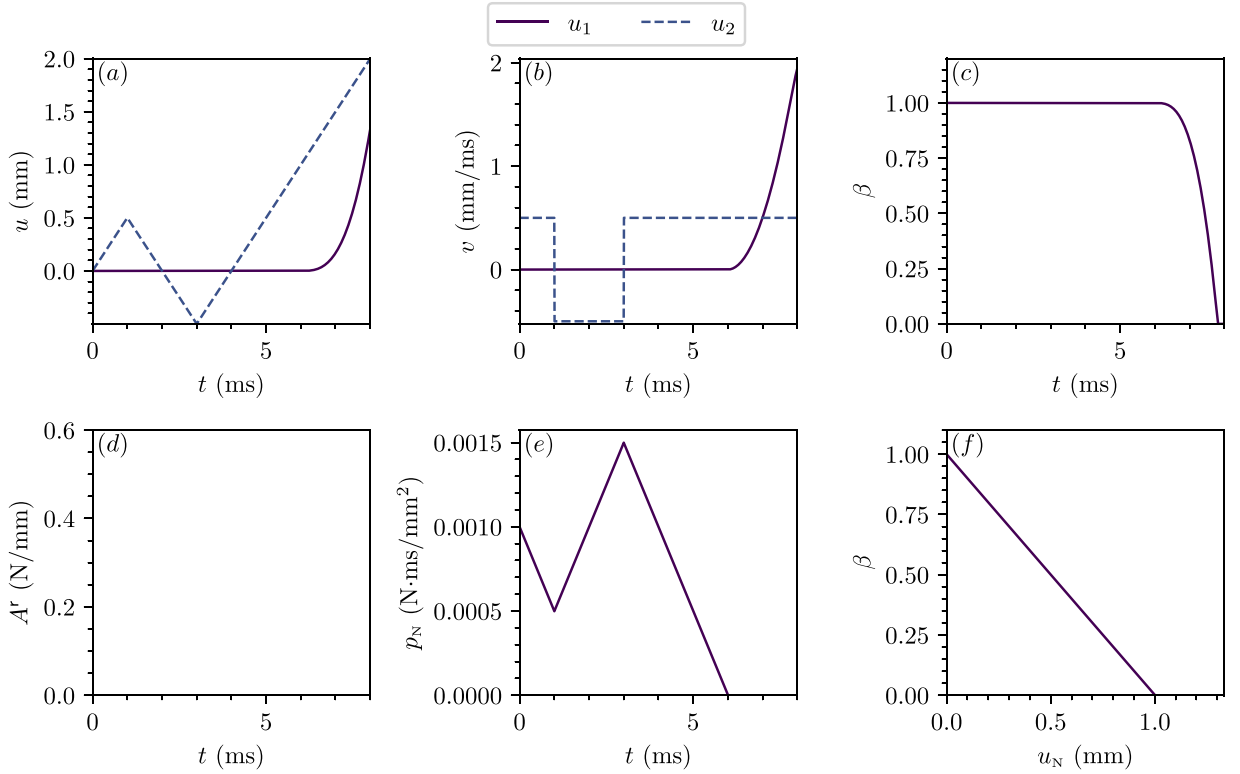 u₁ u₂
(a)
2.0
1.5
1.0
0.5
0.0
u (mm)
0 5
t (ms)
(b)
2
1
0
v (mm/ms)
0 5
t (ms)
(c)
1.00
0.75
0.50
0.25
0.00
β
0 5
t (ms)
(d)
0.6
0.4
0.2
0.0
Aʳ (N/mm)
0 5
t (ms)
(e)
0.0015
0.0010
0.0005
0.0000
p_N (N·ms/mm²)
0 5
t (ms)
(f)
1.00
0.75
0.50
0.25
0.00
β
0.0 0.5 1.0
u_N (mm)